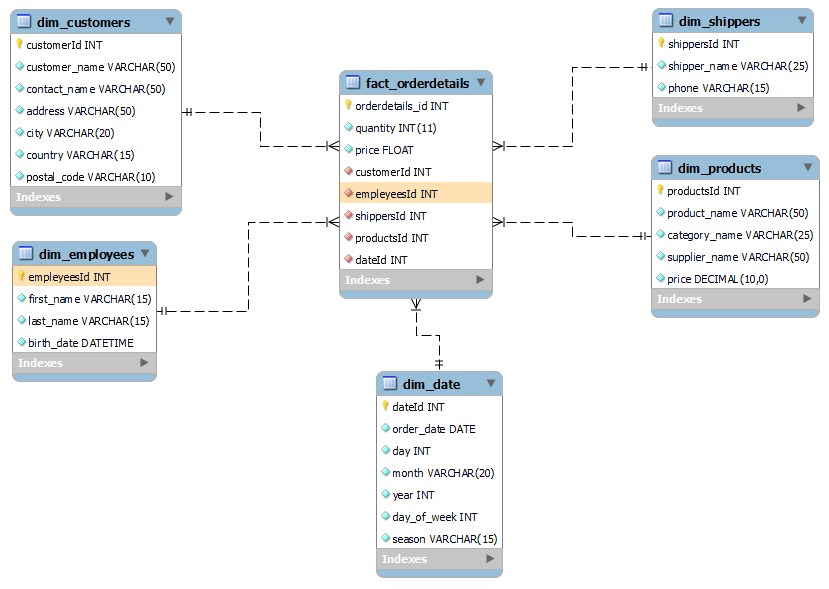 dim_customers
customerId INT
customer_name VARCHAR(50)
contact_name VARCHAR(50)
address VARCHAR(50)
city VARCHAR(20)
country VARCHAR(15)
postal_code VARCHAR(10)
Indexes
dim_employees
empleyeesId INT
first_name VARCHAR(15)
last_name VARCHAR(15)
birth_date DATETIME
Indexes
fact_orderdetails
orderdetails_id INT
quantity INT(11)
price FLOAT
customerId INT
empleyeesId INT
shippersId INT
productsId INT
dateId INT
Indexes
dim_date
dateId INT
order_date DATE
day INT
month VARCHAR(20)
year INT
day_of_week INT
season VARCHAR(15)
Indexes
dim_shippers
shippersId INT
shipper_name VARCHAR(25)
phone VARCHAR(15)
Indexes
dim_products
productsId INT
product_name VARCHAR(50)
category_name VARCHAR(25)
supplier_name VARCHAR(50)
price DECIMAL(10,0)
Indexes